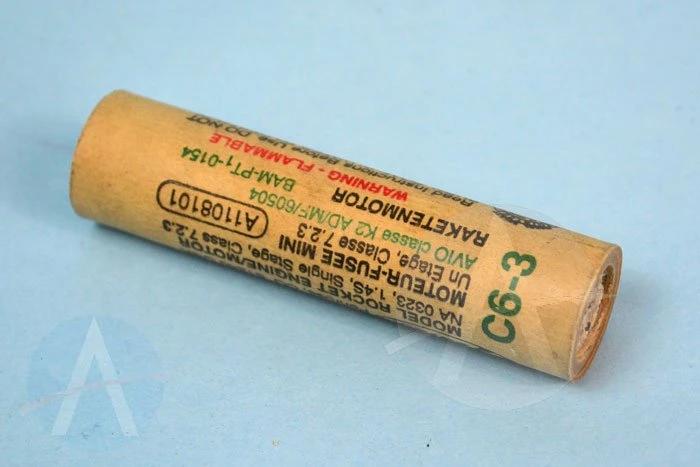 MODEL ROCKET ENGINE/MOTOR
NA 0323, 1.4S, Single Stage, Class 7.2.3
MOTEUR-FUSEE MINI
Un Etage, Classe 7.2.3
A1108101
AVIO classe K2 AD/MF/60504
RAKETENMOTOR BAM-PT₁-0154
WARNING - FLAMMABLE
Read Instructions Before Use. DO NOT
C6-3